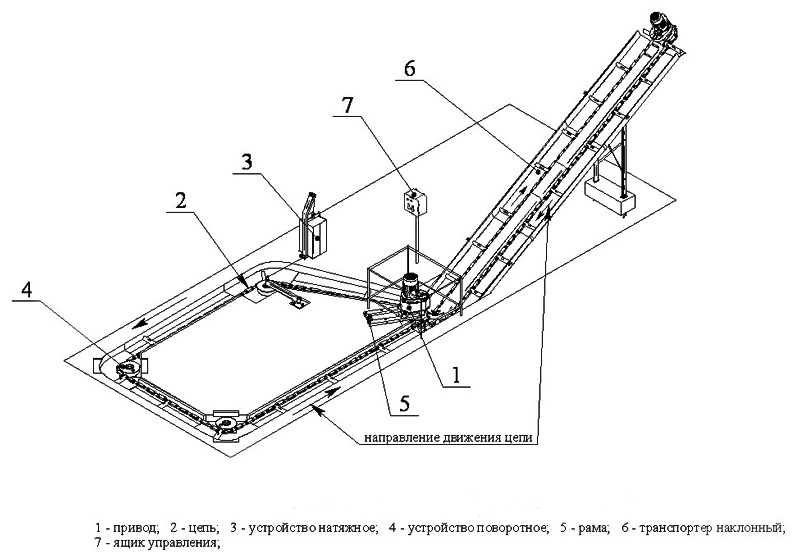 7
6
3
2
4
1
5
направление движения цепи
1 - привод; 2 - цепь; 3 - устройство натяжное; 4 - устройство поворотное; 5 - рама; 6 - транспортер наклонный;
7 - ящик управления;